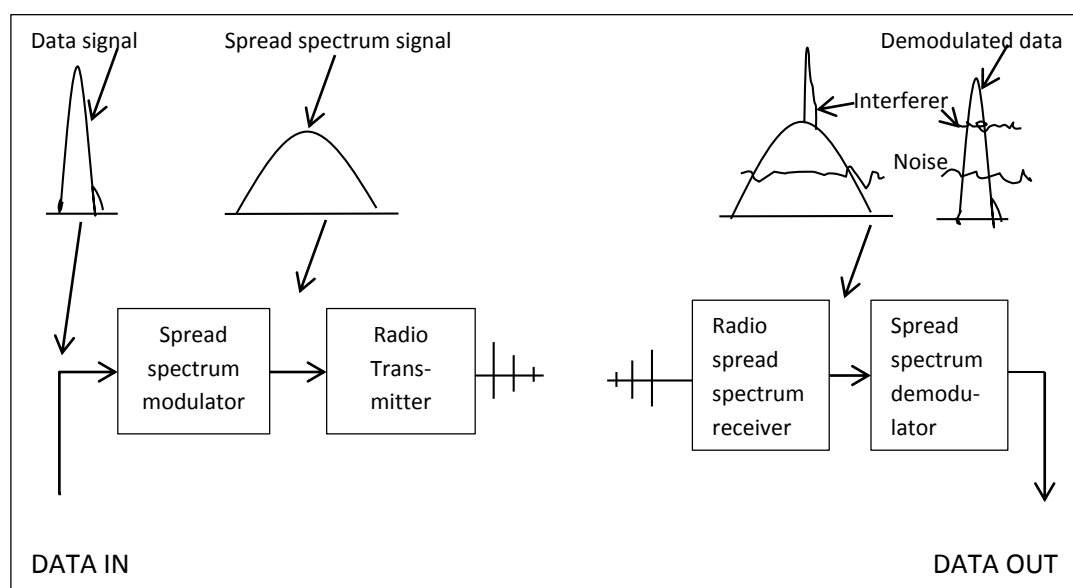 Data signal
Spread spectrum signal
Demodulated data
Interferer
Noise
Spread
spectrum
modulator
Radio
Trans-
mitter
Radio
spread
spectrum
receiver
Spread
spectrum
demodu-
lator
DATA IN
DATA OUT